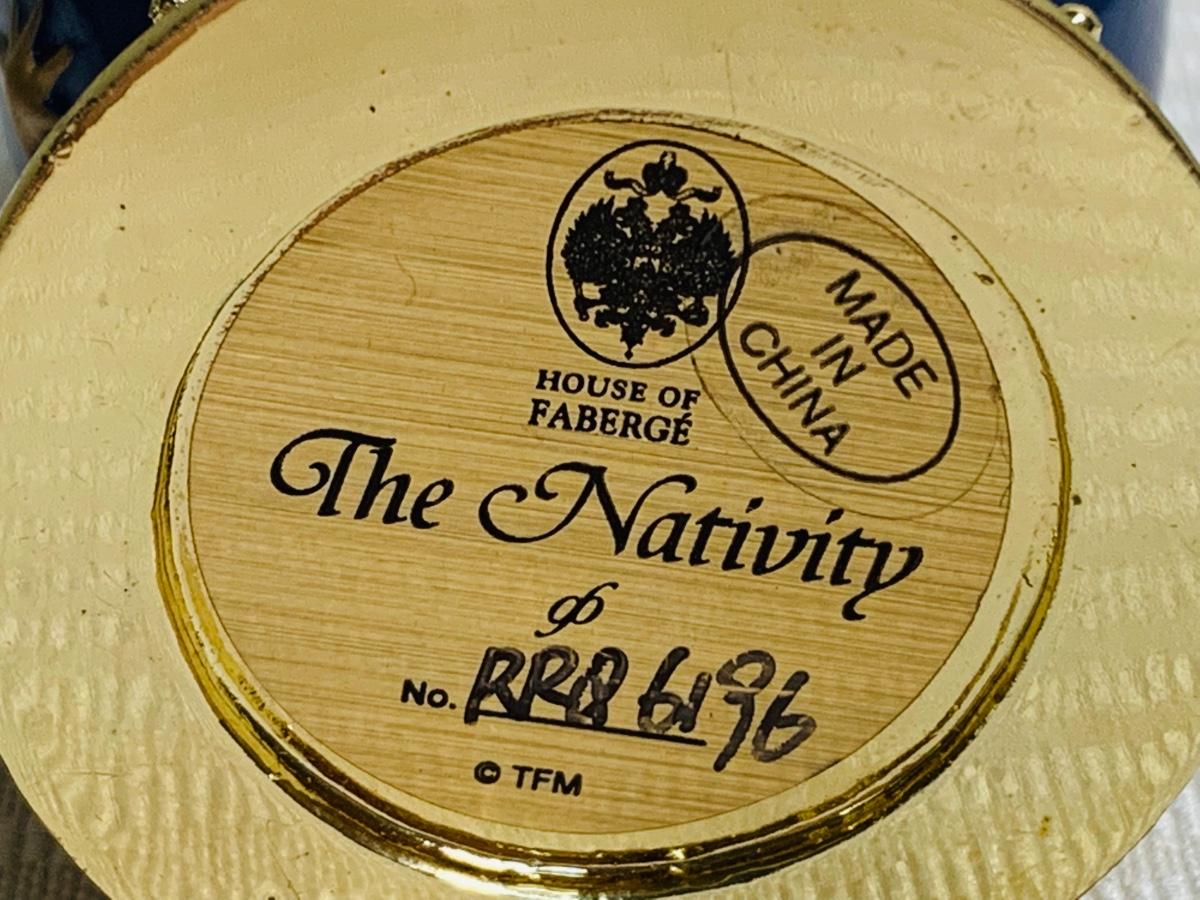 HOUSE OF
FABERGÉ
MADE
IN
CHINA
The Nativity
No. RR8 6196
© TFM